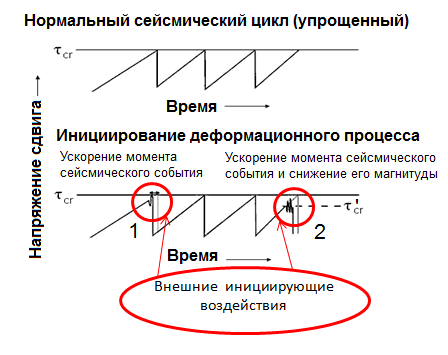 Нормальный сейсмический цикл (упрощенный)
τcr
Время
Напряжение сдвига
Инициирование деформационного процесса
Ускорение момента
сейсмического события
Ускорение момента сейсмического
события и снижение его магнитуды
τcr
τ'cr
1
2
Время
Внешние инициирующие
воздействия